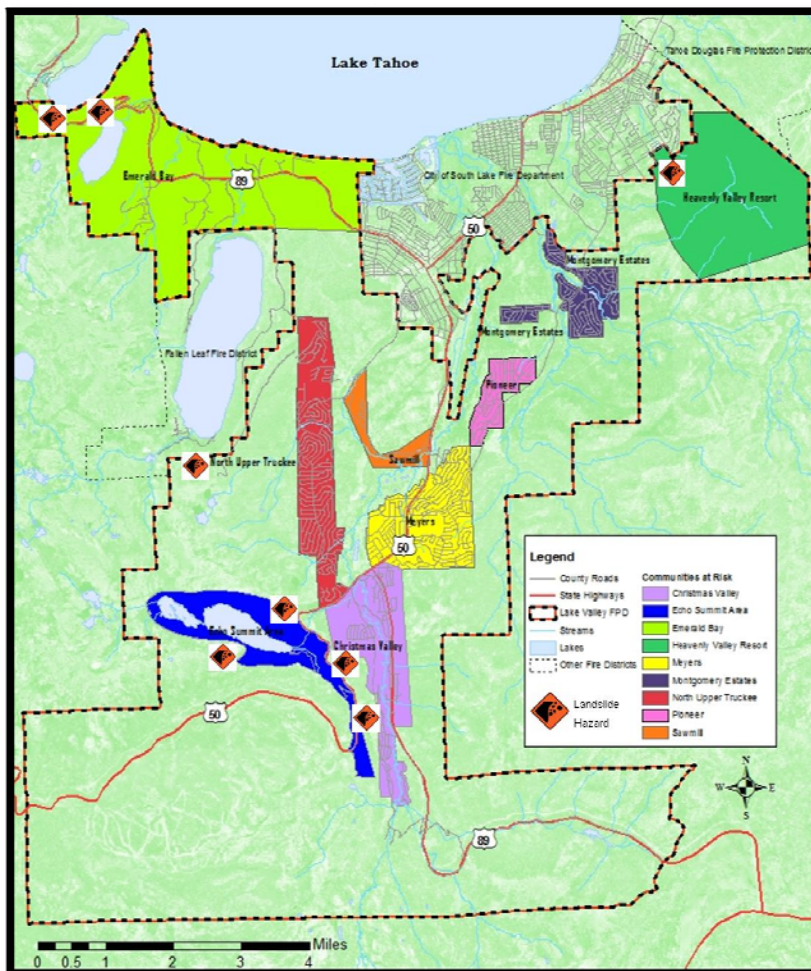 Lake Tahoe
Tahoe Douglas Fire Protection District
Emerald Bay
89
City of South Lake Fire Department
Heavenly Valley Resort
50
Montgomery Estates
Montgomery Estates
Fallen Leaf Fire District
Pioneer
Sawmill
North Upper Truckee
Meyers
50
Echo Summit Area
Christmas Valley
50
89
Legend
County Roads
State Highways
Lake Valley FPD
Streams
Lakes
Other Fire Districts
Landslide
Hazard
Communities at Risk
Christmas Valley
Echo Summit Area
Emerald Bay
Heavenly Valley Resort
Meyers
Montgomery Estates
North Upper Truckee
Pioneer
Sawmill
N
W E
S
Miles
0 0.5 1 2 3 4